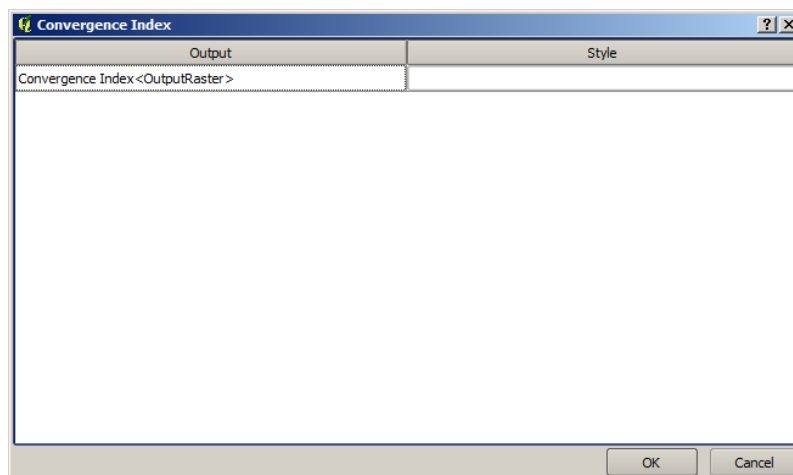 Convergence Index
Output Style
Convergence Index<OutputRaster>
OK Cancel